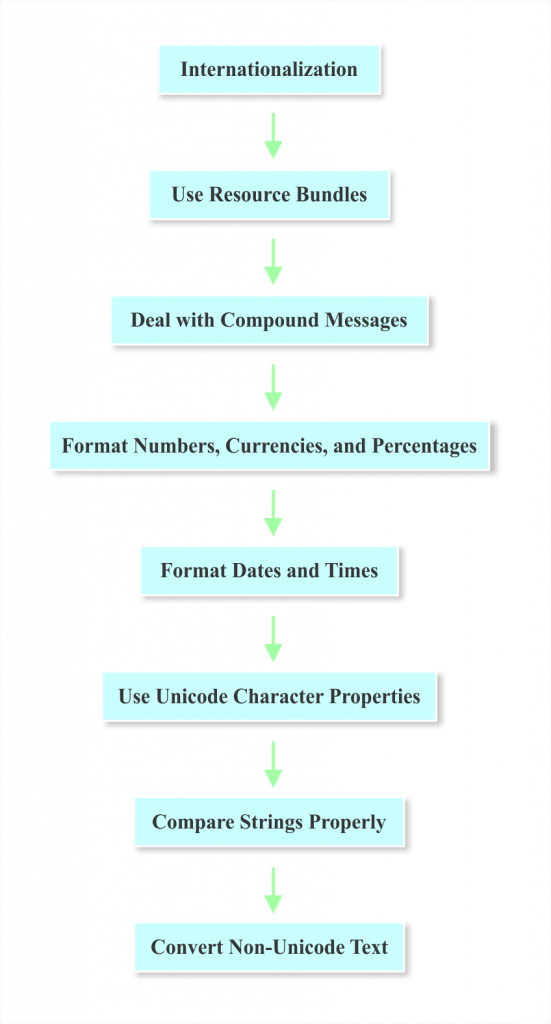 Internationalization
Use Resource Bundles
Deal with Compound Messages
Format Numbers, Currencies, and Percentages
Format Dates and Times
Use Unicode Character Properties
Compare Strings Properly
Convert Non-Unicode Text